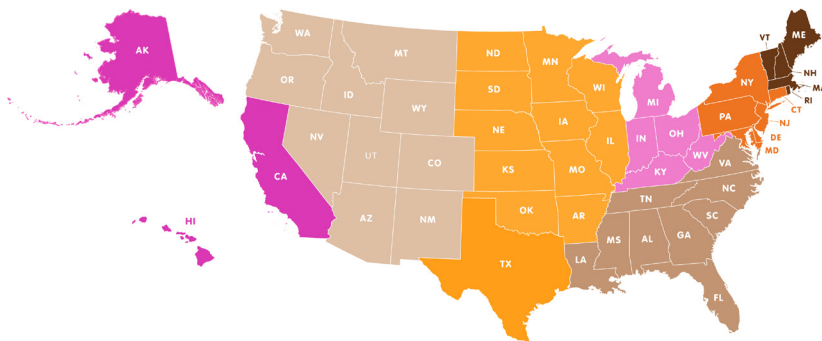 AK
WA
MT
ND
MN
VT
ME
OR
ID
SD
WI
NY
NH
MA
WY
MI
RI
CT
NV
NE
IA
PA
NJ
UT
CO
IL
IN
OH
DE
MD
CA
KS
MO
WV
VA
KY
HI
AZ
NM
OK
AR
TN
NC
SC
TX
LA
MS
AL
GA
FL